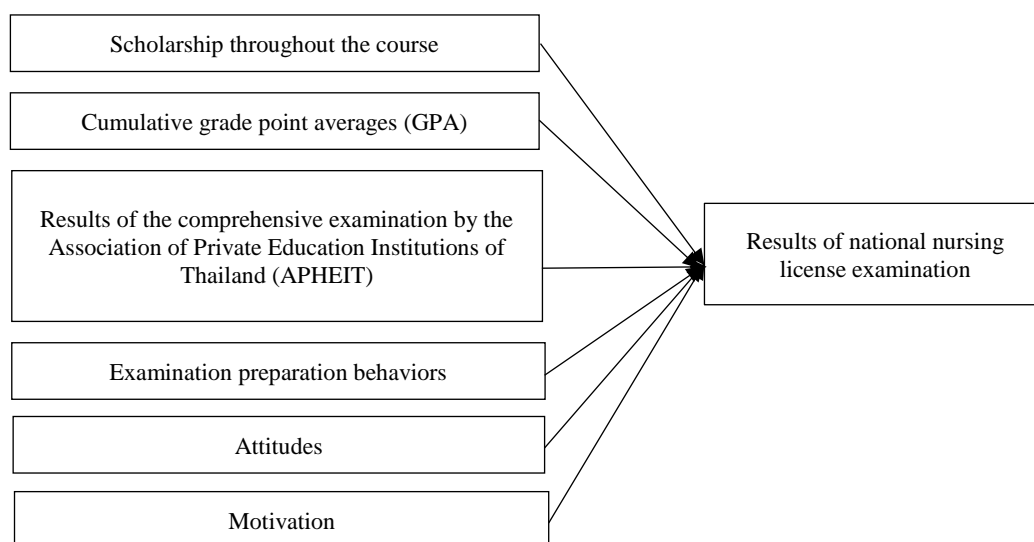 Scholarship throughout the course
Cumulative grade point averages (GPA)
Results of the comprehensive examination by the
Association of Private Education Institutions of
Thailand (APHEIT)
Results of national nursing
license examination
Examination preparation behaviors
Attitudes
Motivation